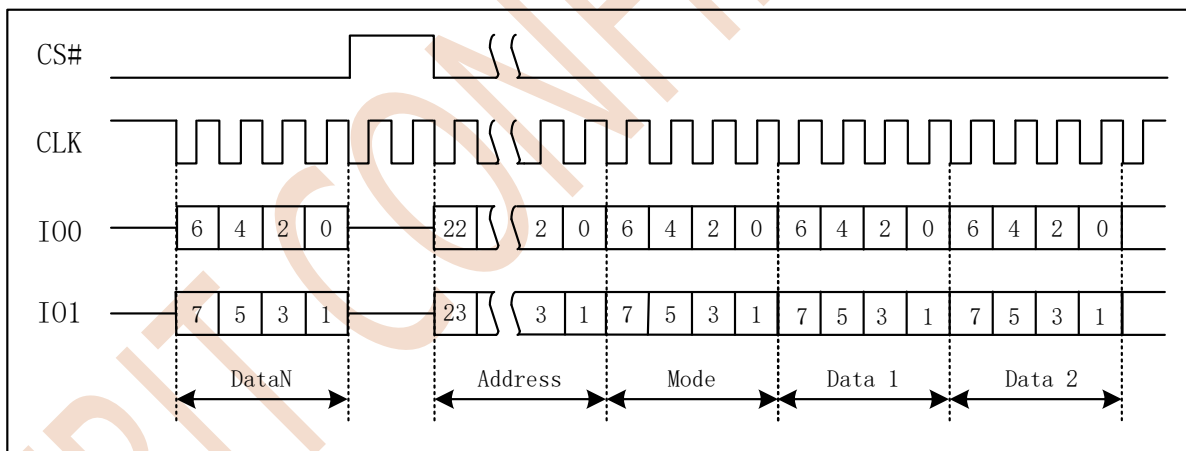 CS#
CLK
IO0 6 4 2 0 22 2 0 6 4 2 0 6 4 2 0 6 4 2 0
IO1 7 5 3 1 23 3 1 7 5 3 1 7 5 3 1 7 5 3 1
DataN Address Mode Data 1 Data 2